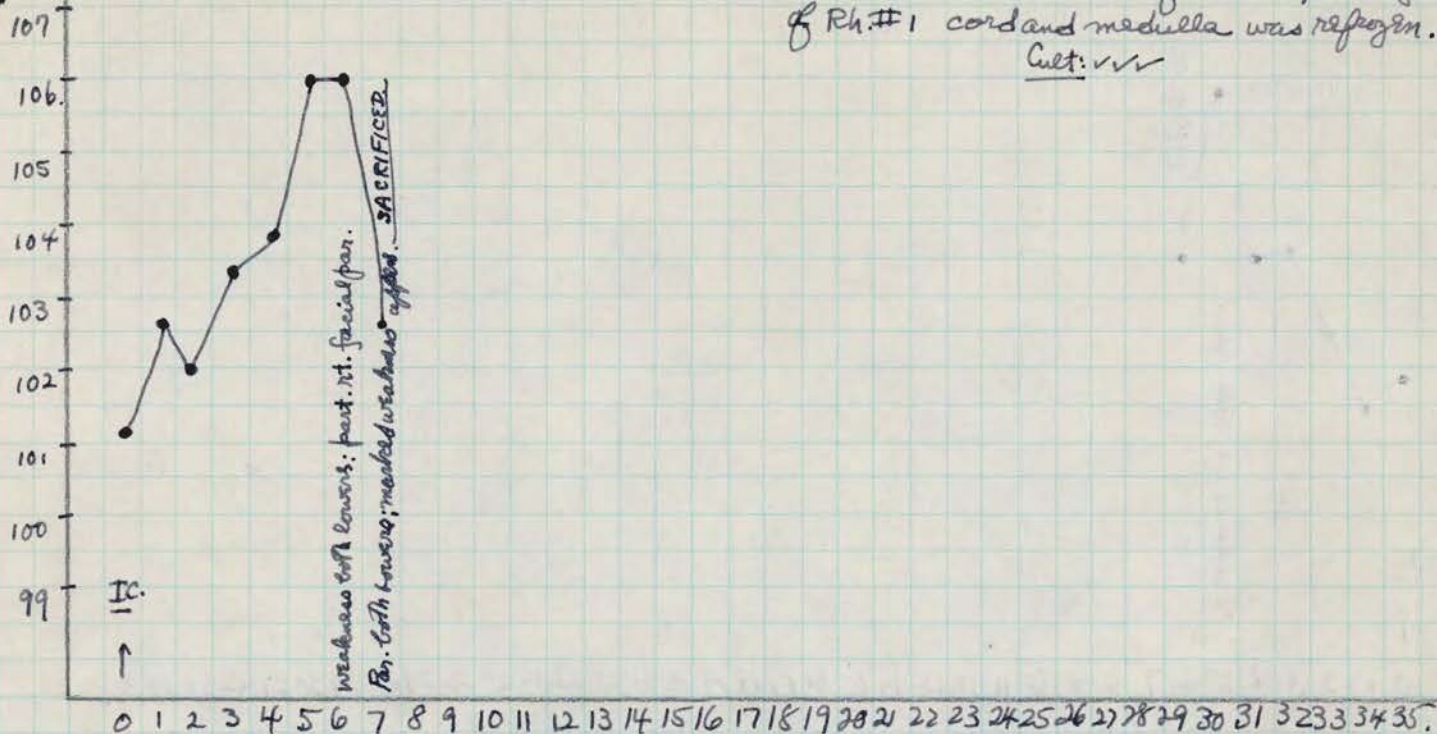 of Rh. #1 cord and medulla was refrozen.
Cult: ✓✓✓
107
106.
105
104
103
102
101
100
99
IC.
→
weakness both lowers; part. rt. facial par.
Par. both lowers; marked weakness uppers. SACRIFICED
0 1 2 3 4 5 6 7 8 9 10 11 12 13 14 15 16 17 18 19 20 21 22 23 24 25 26 27 28 29 30 31 32 33 34 35.